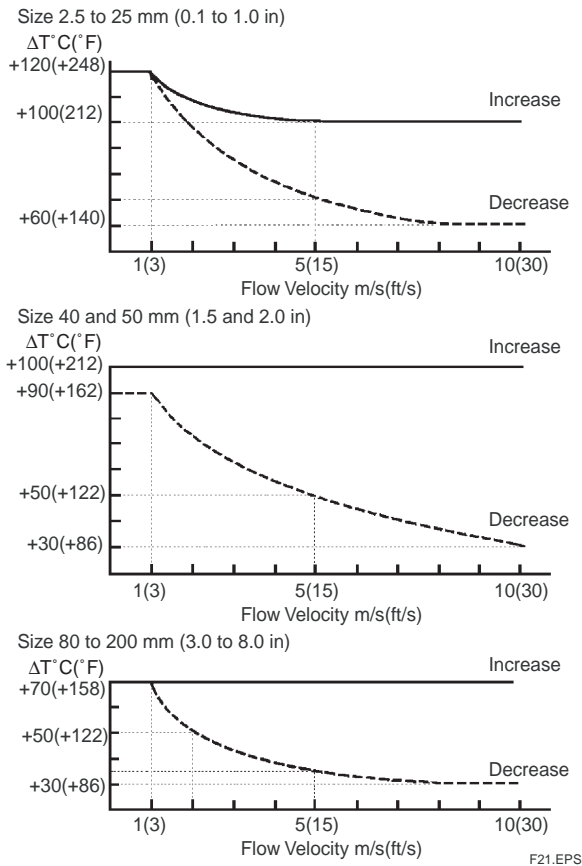 Size 2.5 to 25 mm (0.1 to 1.0 in)
ΔT˚C(˚F)
+120(+248)
+100(212)
+60(+140)
Increase
Decrease
1(3) 5(15) 10(30)
Flow Velocity m/s(ft/s)
Size 40 and 50 mm (1.5 and 2.0 in)
ΔT˚C(˚F)
+100(+212)
+90(+162)
+50(+122)
+30(+86)
Increase
Decrease
1(3) 5(15) 10(30)
Flow Velocity m/s(ft/s)
Size 80 to 200 mm (3.0 to 8.0 in)
ΔT˚C(˚F)
+70(+158)
+50(+122)
+30(+86)
Increase
Decrease
1(3) 5(15) 10(30)
Flow Velocity m/s(ft/s)
F21.EPS